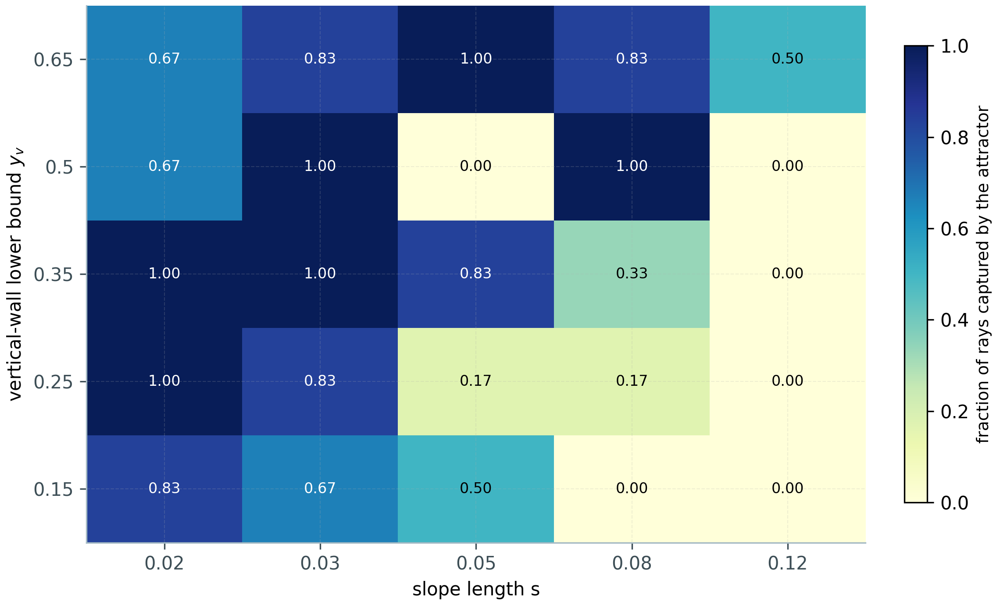 0.65 0.67 0.83 1.00 0.83 0.50
0.5 0.67 1.00 0.00 1.00 0.00
0.35 1.00 1.00 0.83 0.33 0.00
0.25 1.00 0.83 0.17 0.17 0.00
0.15 0.83 0.67 0.50 0.00 0.00
0.02 0.03 0.05 0.08 0.12
slope length s
vertical-wall lower bound y_v
1.0
0.8
0.6
0.4
0.2
0.0
fraction of rays captured by the attractor